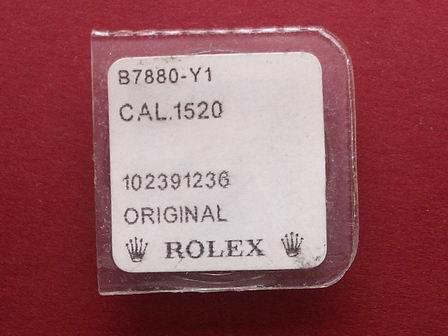 B7880-Y1
CAL.1520
102391236
ORIGINAL
ROLEX